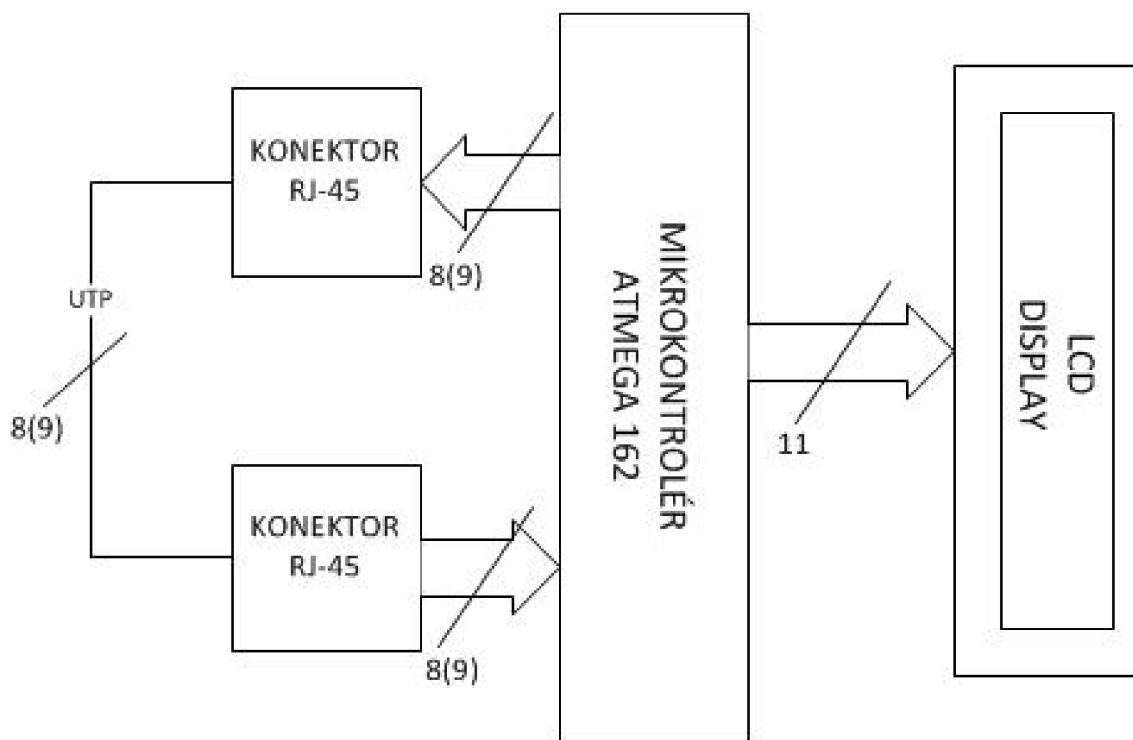 KONEKTOR
RJ-45
8(9)
UTP
8(9)
KONEKTOR
RJ-45
8(9)
MIKROKONTROLÉR
ATMEGA 162
11
LCD
DISPLAY